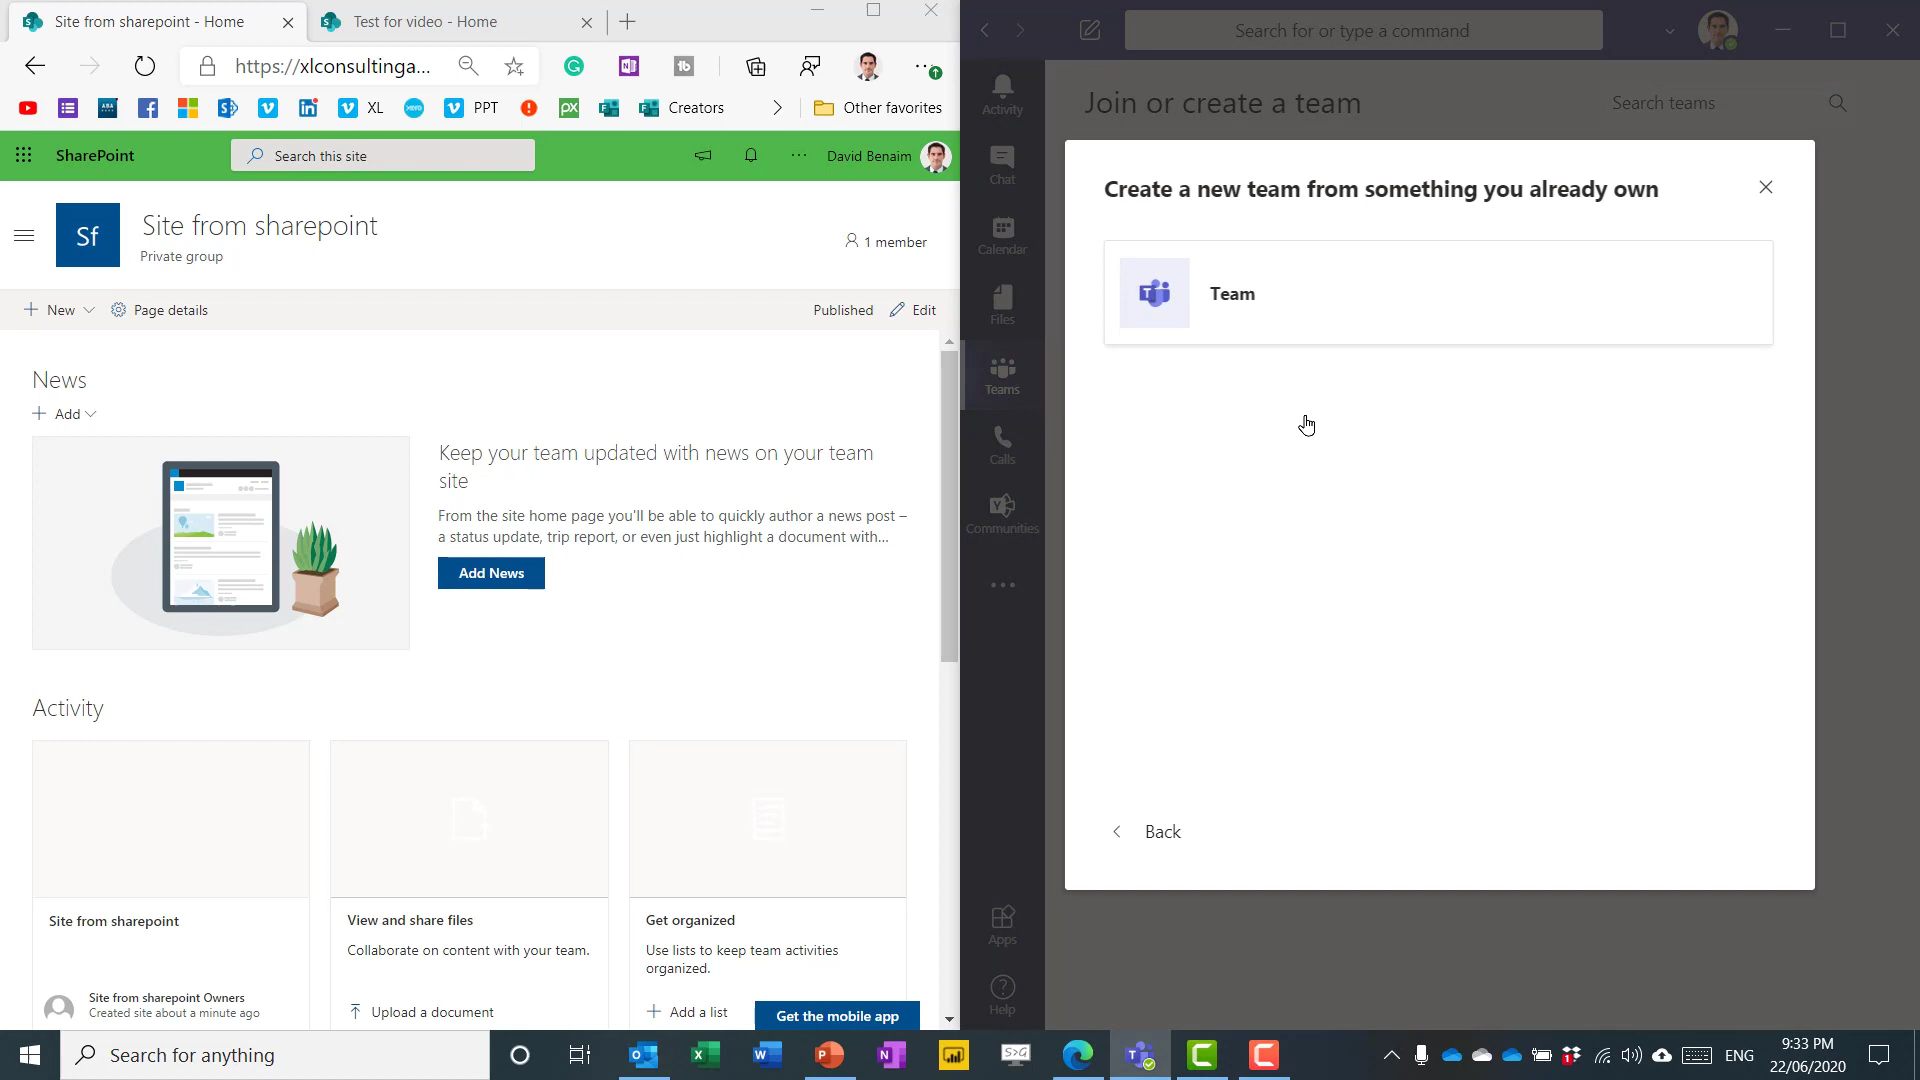 Site from sharepoint - Home
Test for video - Home
https://xlconsultinga...
XL
PPT
Creators
Other favorites
SharePoint
Search this site
David Benaim
Sf
Site from sharepoint
Private group
1 member
New
Page details
Published
Edit
News
Add
Keep your team updated with news on your team
site
From the site home page you'll be able to quickly author a news post –
a status update, trip report, or even just highlight a document with...
Add News
Activity
Site from sharepoint
Site from sharepoint Owners
Created site about a minute ago
View and share files
Collaborate on content with your team.
Upload a document
Get organized
Use lists to keep team activities
organized.
Add a list
Get the mobile app
Search for or type a command
Activity
Chat
Calendar
Files
Teams
Calls
Communities
Apps
Help
Join or create a team
Search teams
Create a new team from something you already own
Team
Back
Search for anything
ENG
9:33 PM
22/06/2020